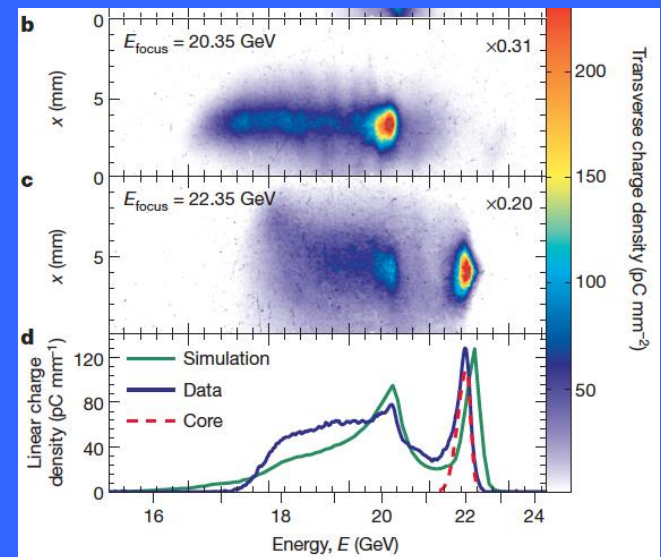 b
0
E_focus = 20.35 GeV
×0.31
x (mm)
5
0
c
E_focus = 22.35 GeV
×0.20
x (mm)
5
d
Simulation
Data
Core
Linear charge
density (pC mm⁻¹)
120
80
40
0
16 18 20 22 24
Energy, E (GeV)
200
150
100
50
Transverse charge density (pC mm⁻²)